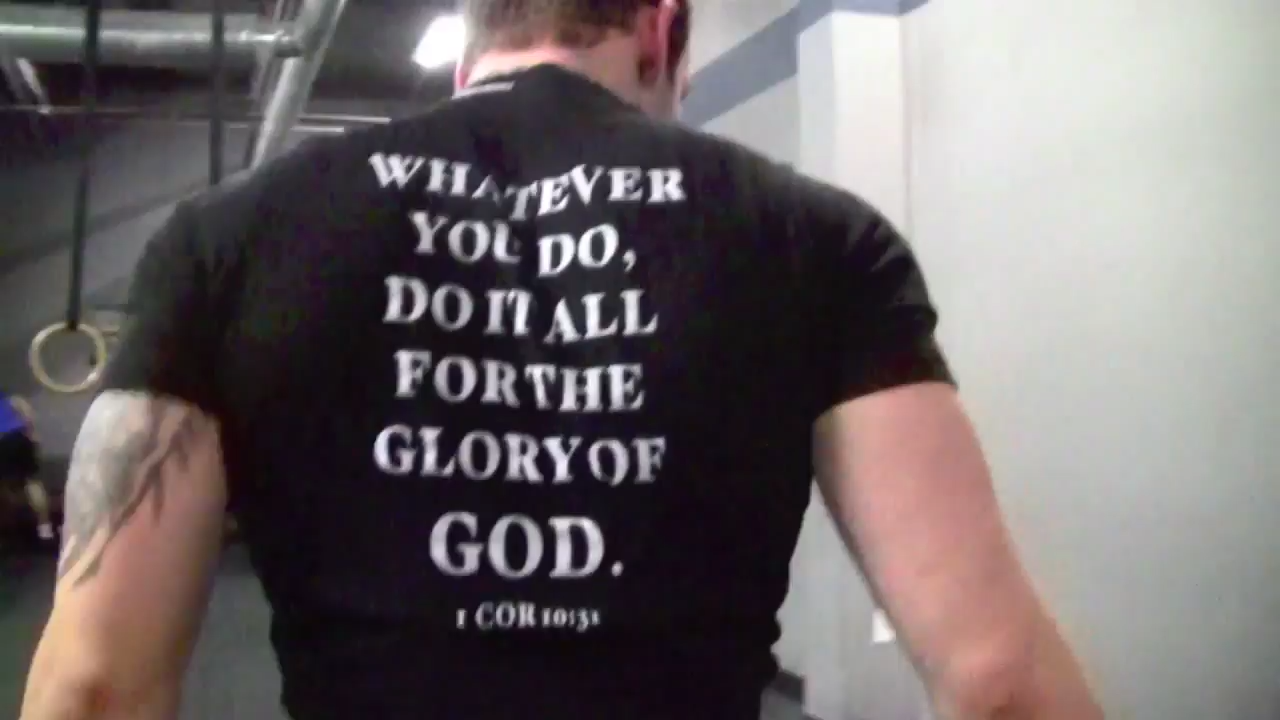 WHATEVER
YOU DO,
DO IT ALL
FOR THE
GLORY OF
GOD.
1 COR 10:31